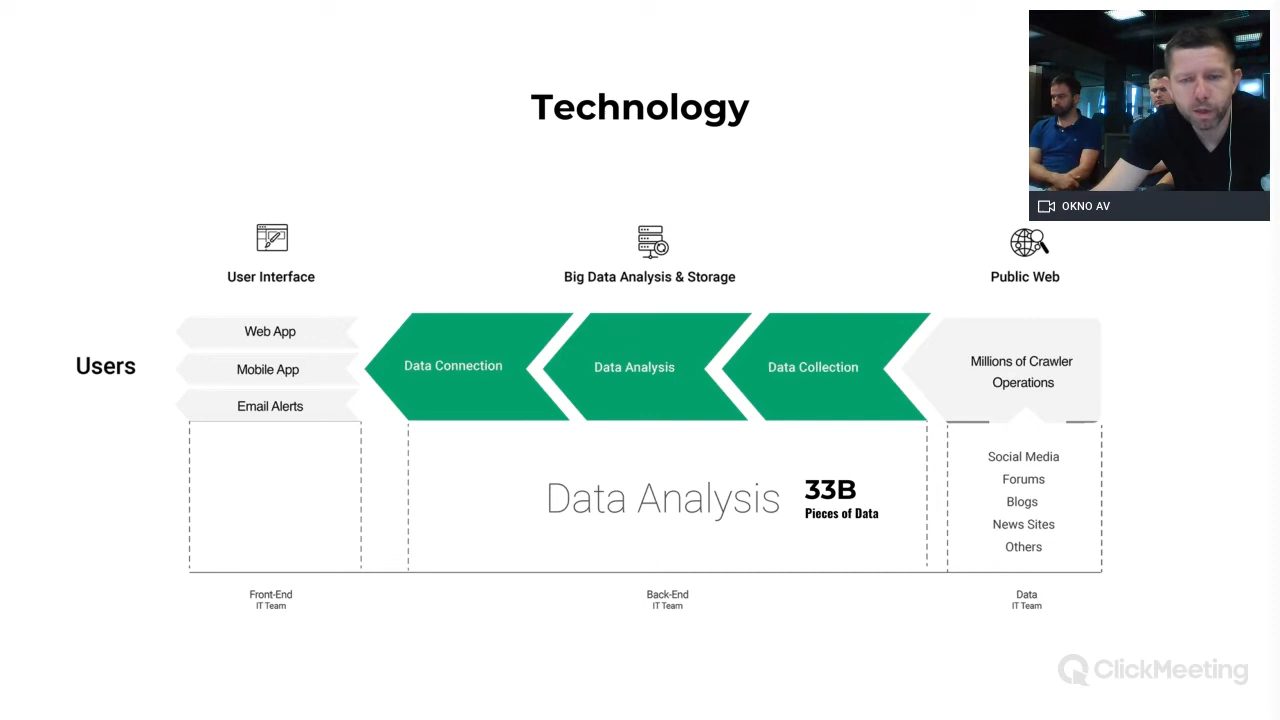 Technology
OKNO AV
User Interface
Big Data Analysis & Storage
Public Web
Users
Web App
Mobile App
Email Alerts
Data Connection
Data Analysis
Data Collection
Millions of Crawler
Operations
Data Analysis
33B
Pieces of Data
Social Media
Forums
Blogs
News Sites
Others
Front-End
IT Team
Back-End
IT Team
Data
IT Team
ClickMeeting